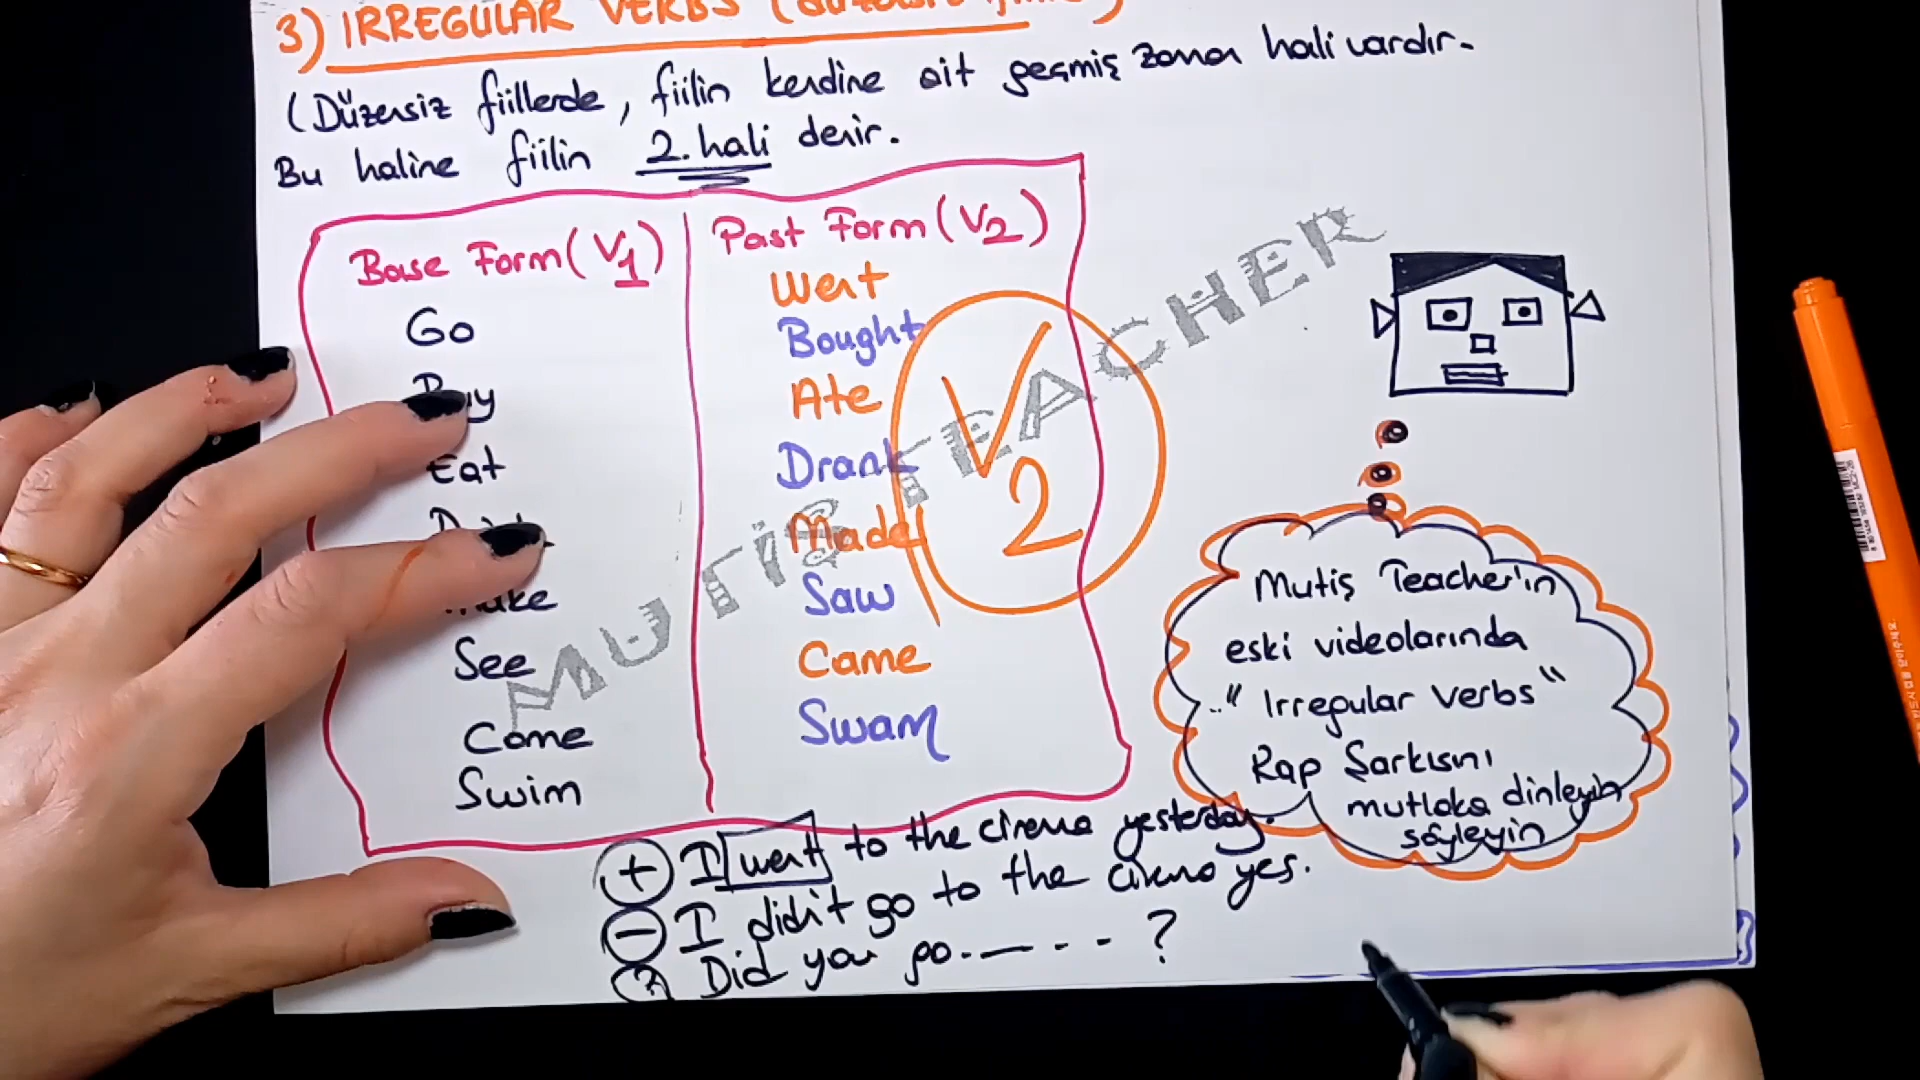 3) IRREGULAR VERBS
(Düzensiz fiillerde, fiilin kendine ait geçmiş zaman hali vardır.
Bu haline fiilin 2. hali denir.
Base Form (V1)
Past Form (V2)
Go
Went
Buy
Bought
Eat
Ate
Drank
Make
Made
See
Saw
Come
Came
Swim
Swam
V2
MUTİŞ TEACHER
Mutiş Teacher'ın
eski videolarında
.." Irregular Verbs "
Rap Şarkısını
mutlaka dinleyin
söyleyin
+ I went to the cinema yesterday.
- I didn't go to the cinema yes.
? Did you go.— - - - ?